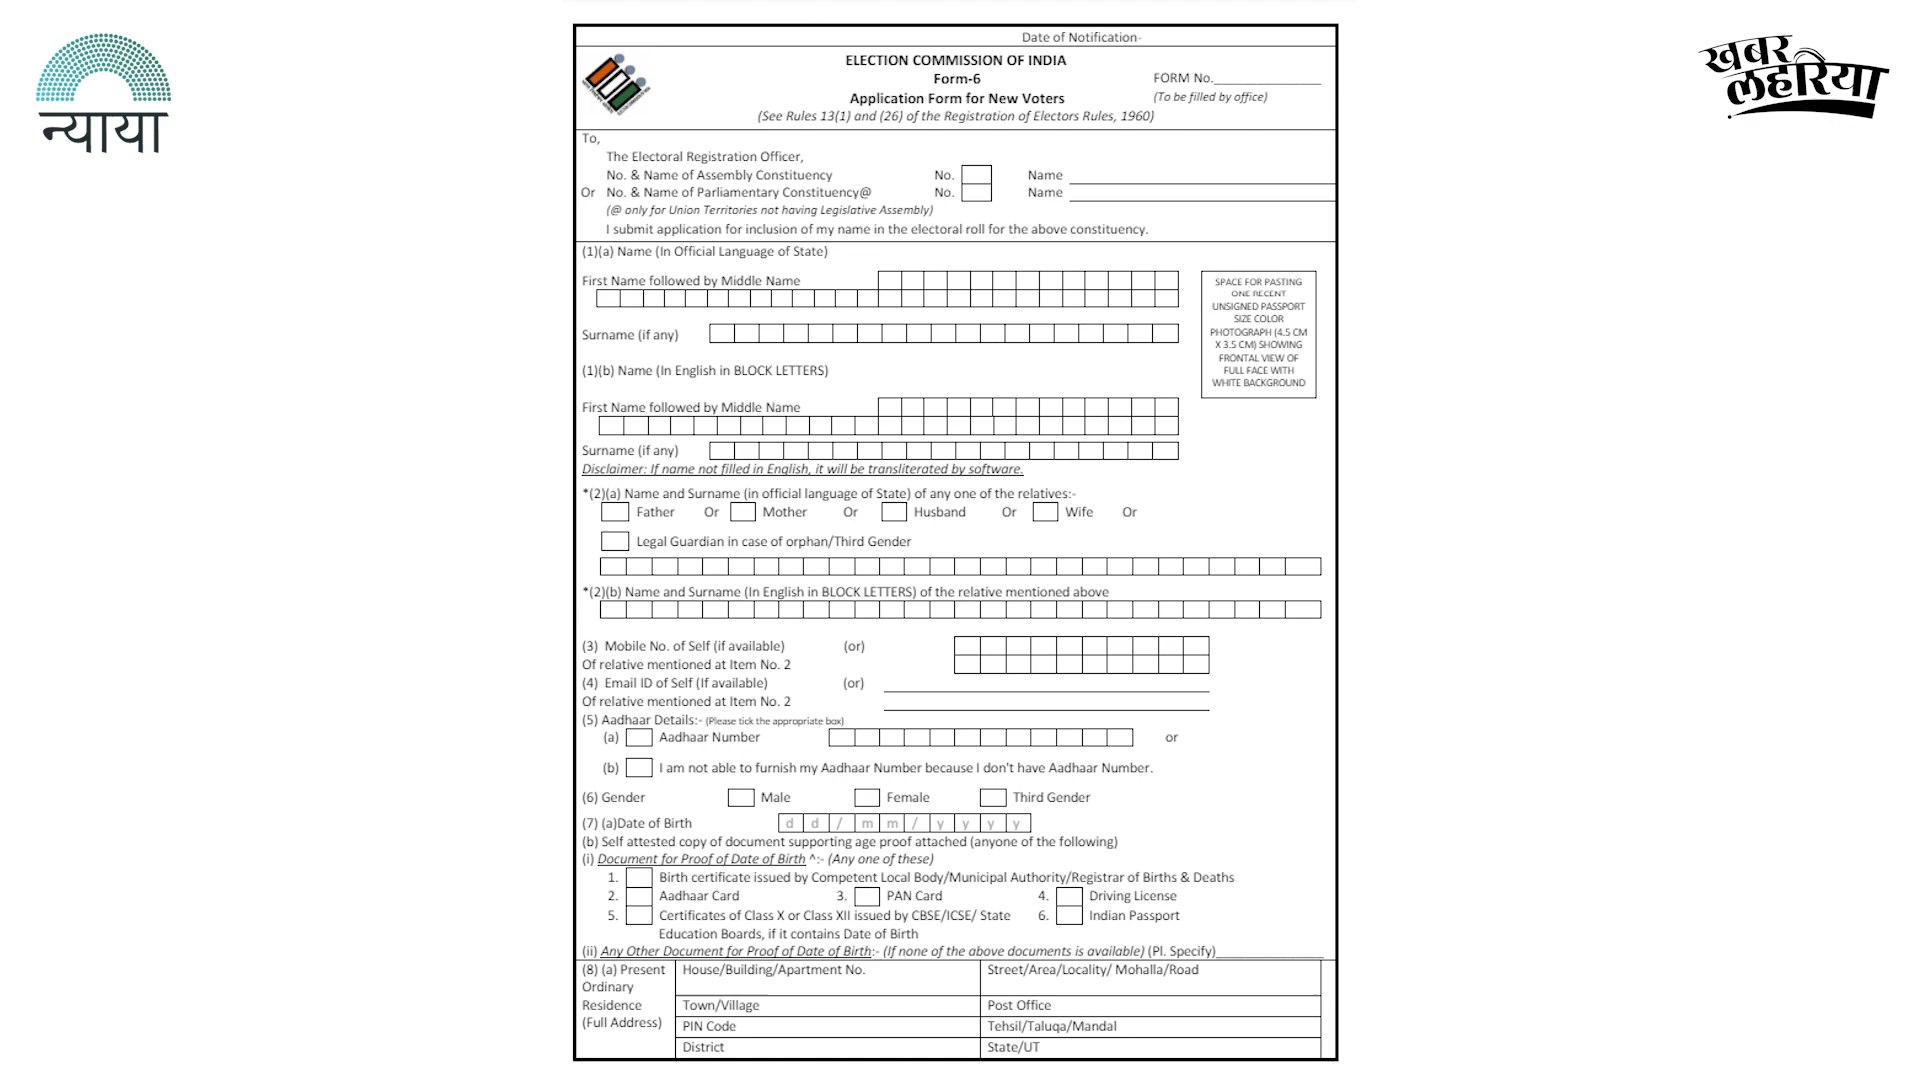 न्याया
खबर
लहरिया
Date of Notification-
ELECTION COMMISSION OF INDIA
Form-6
FORM No.
Application Form for New Voters
(To be filled by office)
(See Rules 13(1) and (26) of the Registration of Electors Rules, 1960)
To,
The Electoral Registration Officer,
No. & Name of Assembly Constituency No. Name
Or No. & Name of Parliamentary Constituency@ No. Name
(@ only for Union Territories not having Legislative Assembly)
I submit application for inclusion of my name in the electoral roll for the above constituency.
(1)(a) Name (In Official Language of State)
First Name followed by Middle Name
Surname (if any)
SPACE FOR PASTING
ONE RECENT
UNSIGNED PASSPORT
SIZE COLOR
PHOTOGRAPH (4.5 CM
X 3.5 CM) SHOWING
FRONTAL VIEW OF
FULL FACE WITH
WHITE BACKGROUND
(1)(b) Name (In English in BLOCK LETTERS)
First Name followed by Middle Name
Surname (if any)
Disclaimer: If name not filled in English, it will be transliterated by software.
*(2)(a) Name and Surname (in official language of State) of any one of the relatives:-
Father Or Mother Or Husband Or Wife Or
Legal Guardian in case of orphan/Third Gender
*(2)(b) Name and Surname (In English in BLOCK LETTERS) of the relative mentioned above
(3) Mobile No. of Self (if available) (or)
Of relative mentioned at Item No. 2
(4) Email ID of Self (If available) (or)
Of relative mentioned at Item No. 2
(5) Aadhaar Details:- (Please tick the appropriate box)
(a) Aadhaar Number or
(b) I am not able to furnish my Aadhaar Number because I don't have Aadhaar Number.
(6) Gender Male Female Third Gender
(7) (a)Date of Birth d d / m m / y y y y
(b) Self attested copy of document supporting age proof attached (anyone of the following)
(i) Document for Proof of Date of Birth ^:- (Any one of these)
1. Birth certificate issued by Competent Local Body/Municipal Authority/Registrar of Births & Deaths
2. Aadhaar Card 3. PAN Card 4. Driving License
5. Certificates of Class X or Class XII issued by CBSE/ICSE/ State 6. Indian Passport
Education Boards, if it contains Date of Birth
(ii) Any Other Document for Proof of Date of Birth:- (If none of the above documents is available) (Pl. Specify)
(8) (a) Present House/Building/Apartment No. Street/Area/Locality/ Mohalla/Road
Ordinary
Residence Town/Village Post Office
(Full Address) PIN Code Tehsil/Taluqa/Mandal
District State/UT